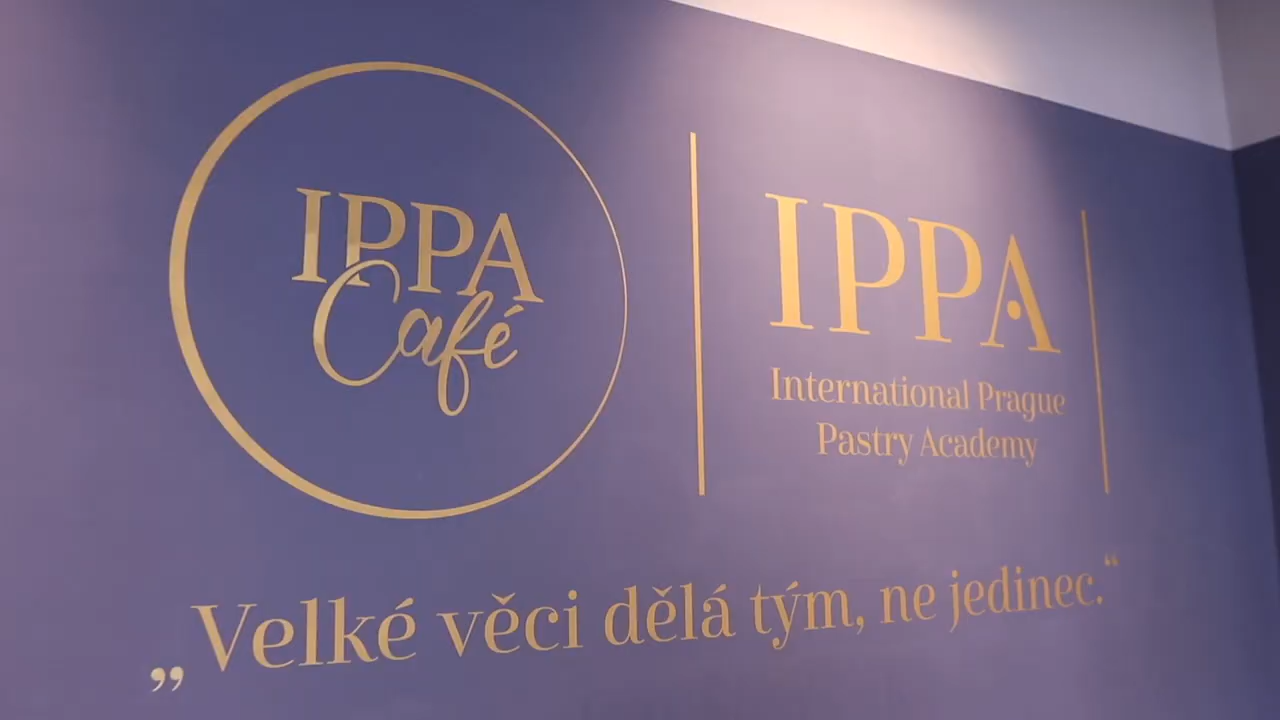 IPPA
Café
IPPA
International Prague
Pastry Academy
„Velké věci dělá tým, ne jedinec.“